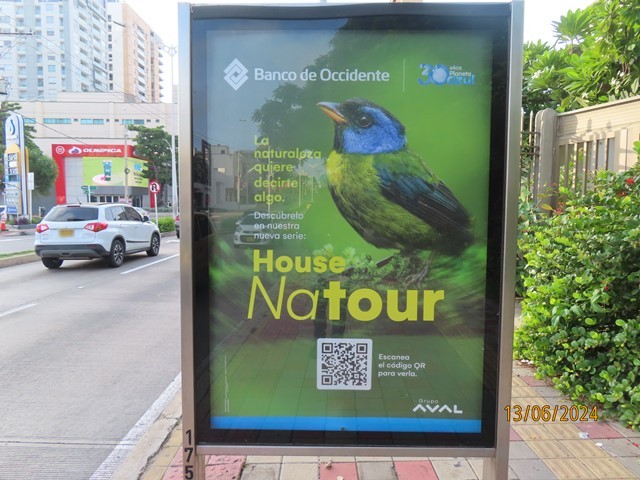 Banco de Occidente
30 años
Planeta
azul
OLIMPICA
La
naturaleza
quiere
decirte
algo.
Descúbrelo
en nuestra
nueva serie:
House
Natour
Escanea
el código QR
para verla.
Grupo
AVAL
13/06/2024
175